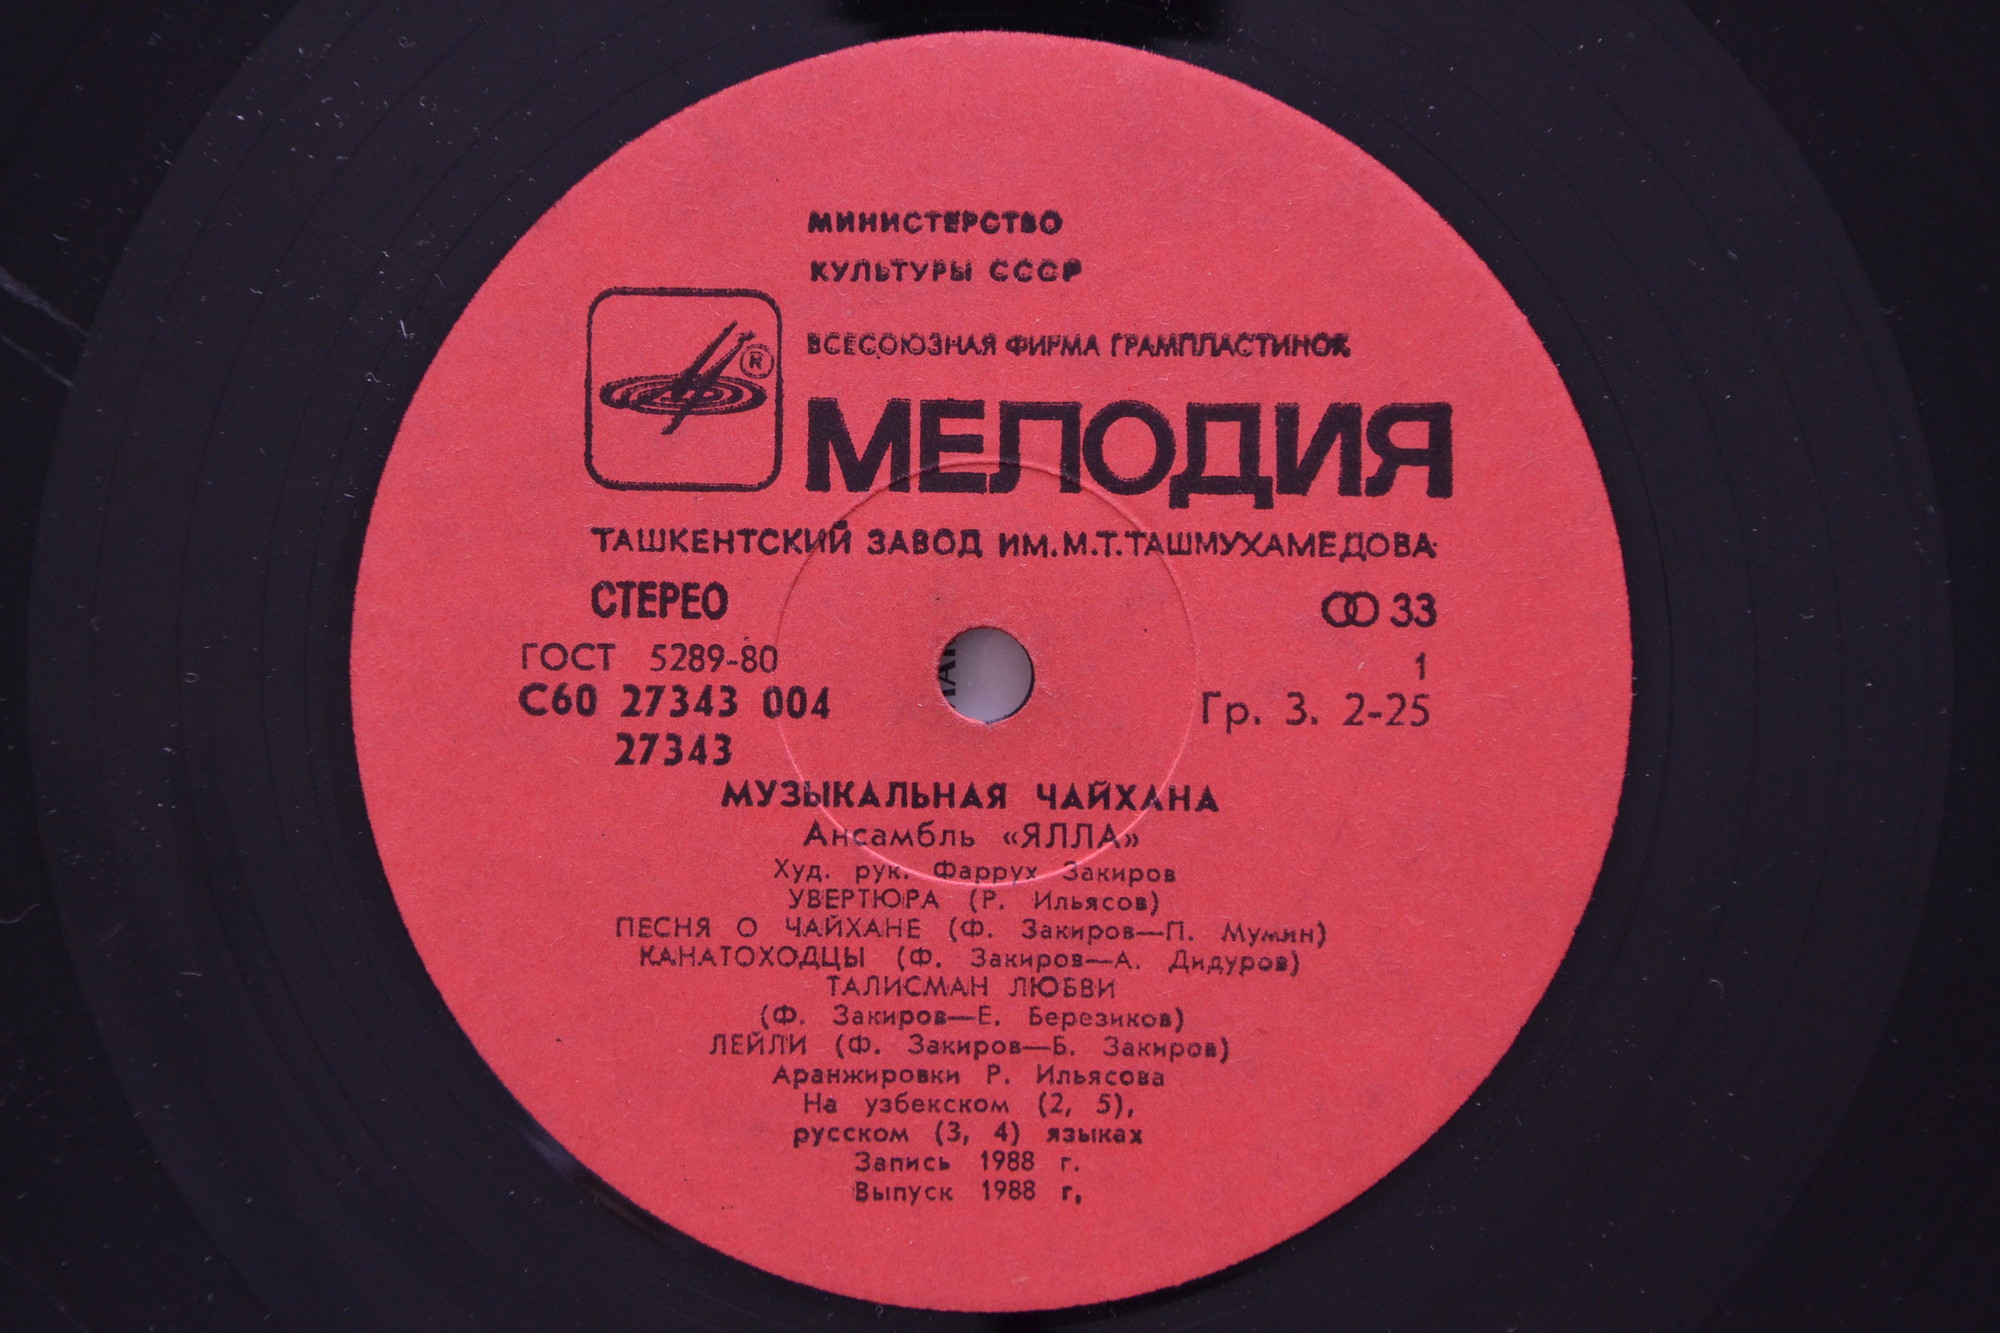 МИНИСТЕРСТВО
КУЛЬТУРЫ СССР
ВСЕСОЮЗНАЯ ФИРМА ГРАМПЛАСТИНОК
®
МЕЛОДИЯ
ТАШКЕНТСКИЙ ЗАВОД ИМ.М.Т.ТАШМУХАМЕДОВА
СТЕРЕО
33
ГОСТ 5289-80
1
С60 27343 004
Гр. 3. 2-25
27343
МУЗЫКАЛЬНАЯ ЧАЙХАНА
Ансамбль «ЯЛЛА»
Худ. рук. Фаррух Закиров
УВЕРТЮРА (Р. Ильясов)
ПЕСНЯ О ЧАЙХАНЕ (Ф. Закиров—П. Мумин)
КАНАТОХОДЦЫ (Ф. Закиров—А. Дидуров)
ТАЛИСМАН ЛЮБВИ
(Ф. Закиров—Е. Березиков)
ЛЕЙЛИ (Ф. Закиров—Б. Закиров)
Аранжировки Р. Ильясова
На узбекском (2, 5),
русском (3, 4) языках
Запись 1988 г.
Выпуск 1988 г,